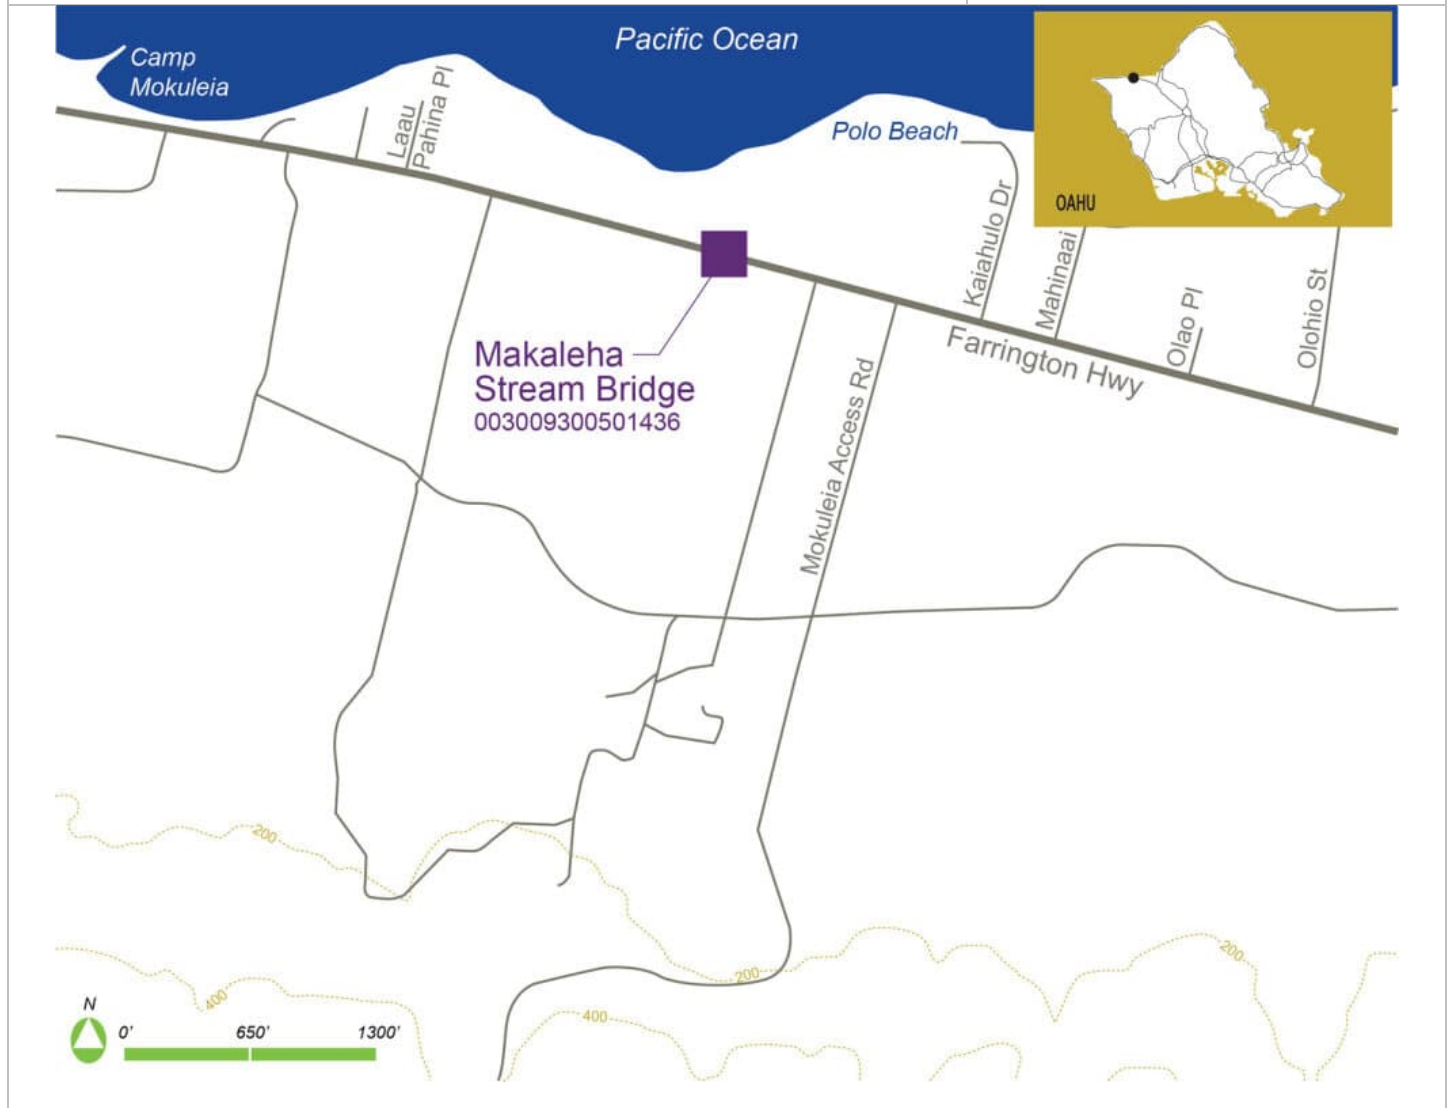 Pacific Ocean
Camp
Mokuleia
Laau
Pahina Pl
Polo Beach
OAHU
Kaiahulo Dr
Mahinaai
Olao Pl
Olohio St
Farrington Hwy
Makaleha
Stream Bridge
003009300501436
Mokuleia Access Rd
200
200
200
400
400
N
0' 650' 1300'